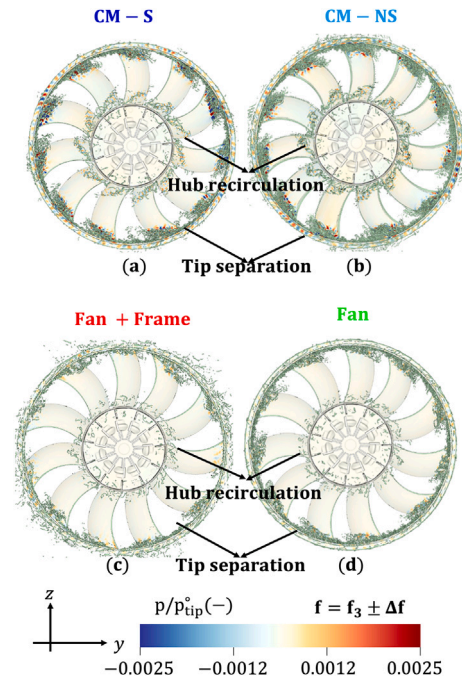 CM − S CM − NS
Hub recirculation
Tip separation
(a) (b)
Fan + Frame Fan
Hub recirculation
(c) (d)
Tip separation
z p/p°tip(−) f = f₃ ± Δf
y
−0.0025 −0.0012 0.0012 0.0025